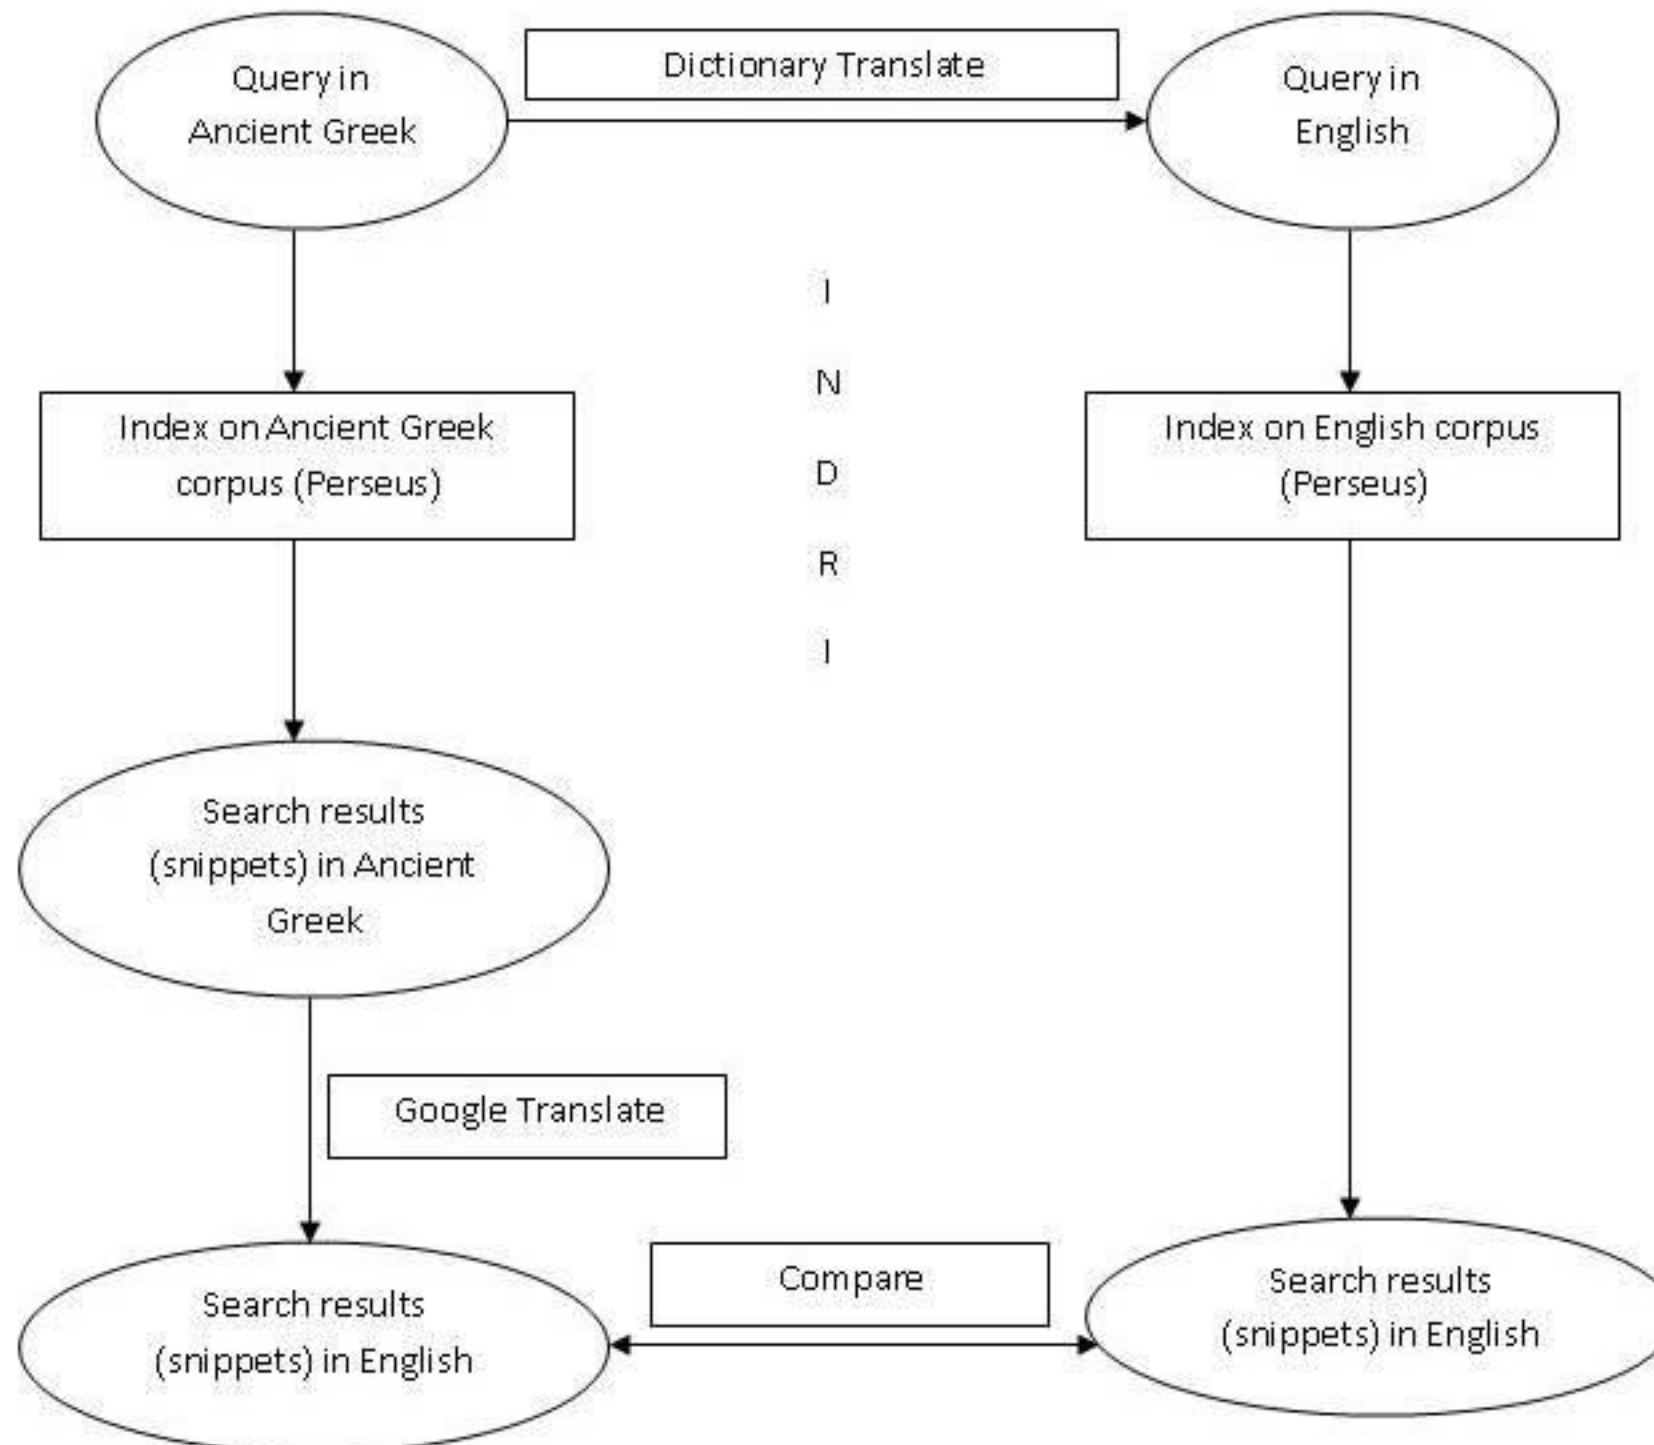 Query in
Ancient Greek
Dictionary Translate
Query in
English
I
N
D
R
I
Index on Ancient Greek
corpus (Perseus)
Index on English corpus
(Perseus)
Search results
(snippets) in Ancient
Greek
Google Translate
Search results
(snippets) in English
Compare
Search results
(snippets) in English